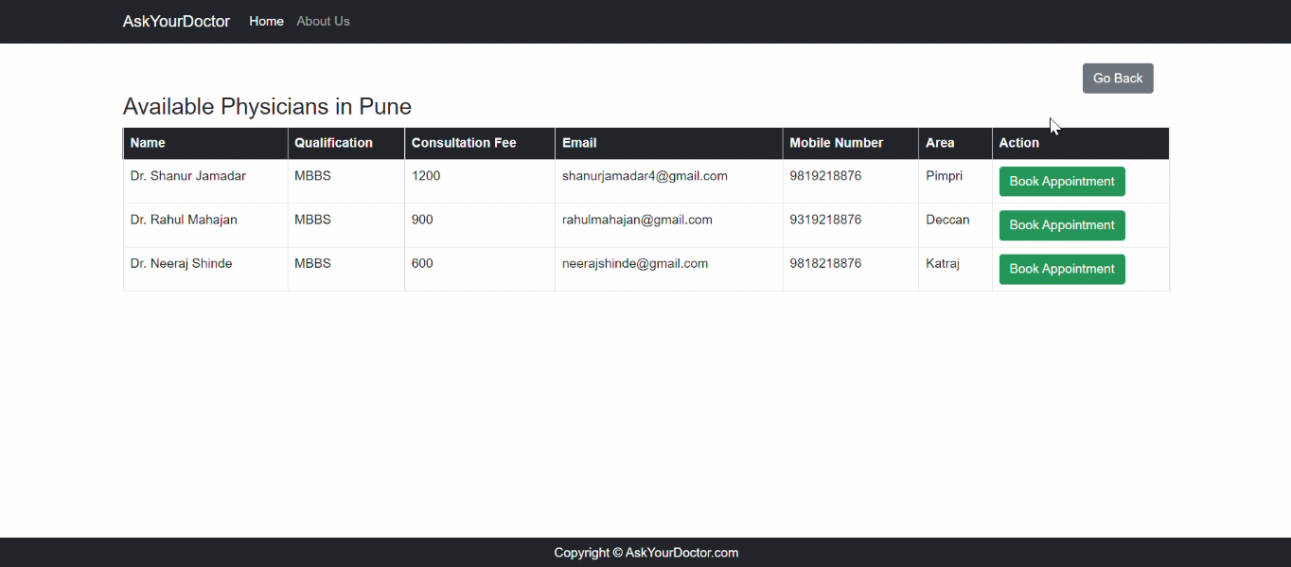 AskYourDoctor Home About Us
Go Back
Available Physicians in Pune
Name Qualification Consultation Fee Email Mobile Number Area Action
Dr. Shanur Jamadar MBBS 1200 shanurjamadar4@gmail.com 9819218876 Pimpri Book Appointment
Dr. Rahul Mahajan MBBS 900 rahulmahajan@gmail.com 9319218876 Deccan Book Appointment
Dr. Neeraj Shinde MBBS 600 neerajshinde@gmail.com 9818218876 Katraj Book Appointment
Copyright © AskYourDoctor.com